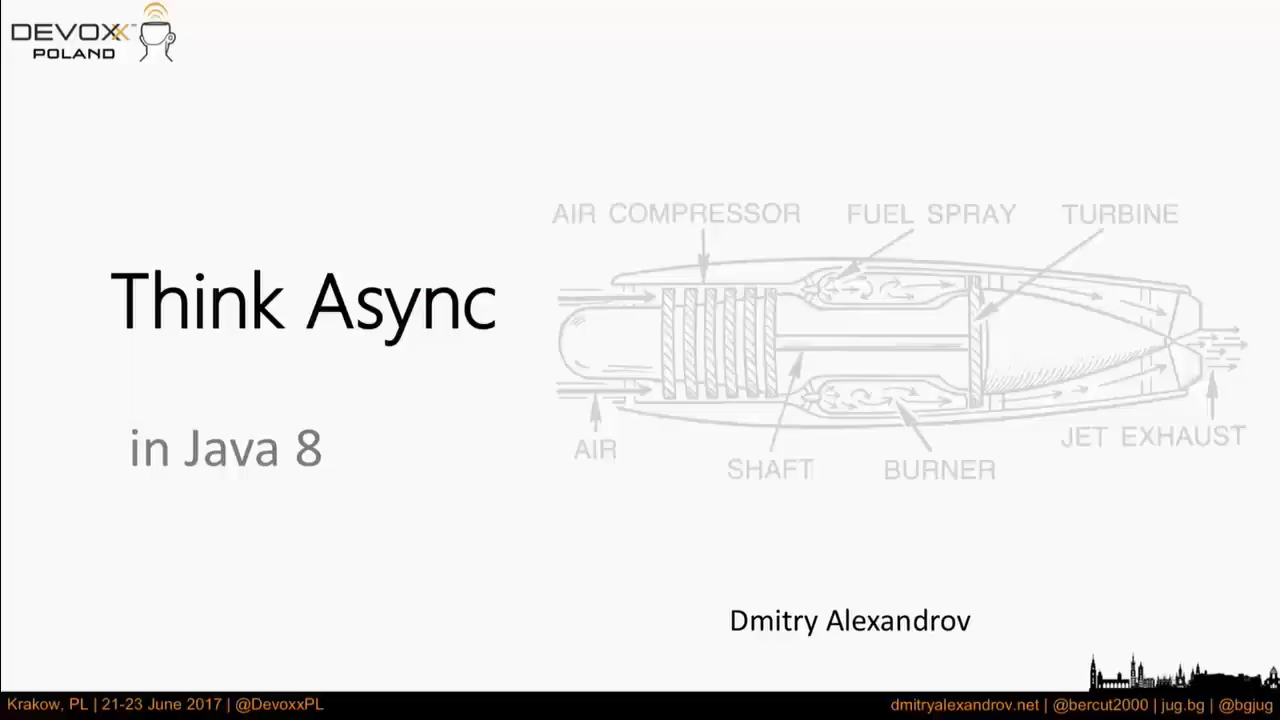 DEVOXX™
POLAND
AIR COMPRESSOR
FUEL SPRAY
TURBINE
Think Async
in Java 8
AIR
SHAFT
BURNER
JET EXHAUST
Dmitry Alexandrov
Krakow, PL | 21-23 June 2017 | @DevoxxPL
dmitryalexandrov.net | @bercut2000 | jug.bg | @bgjug